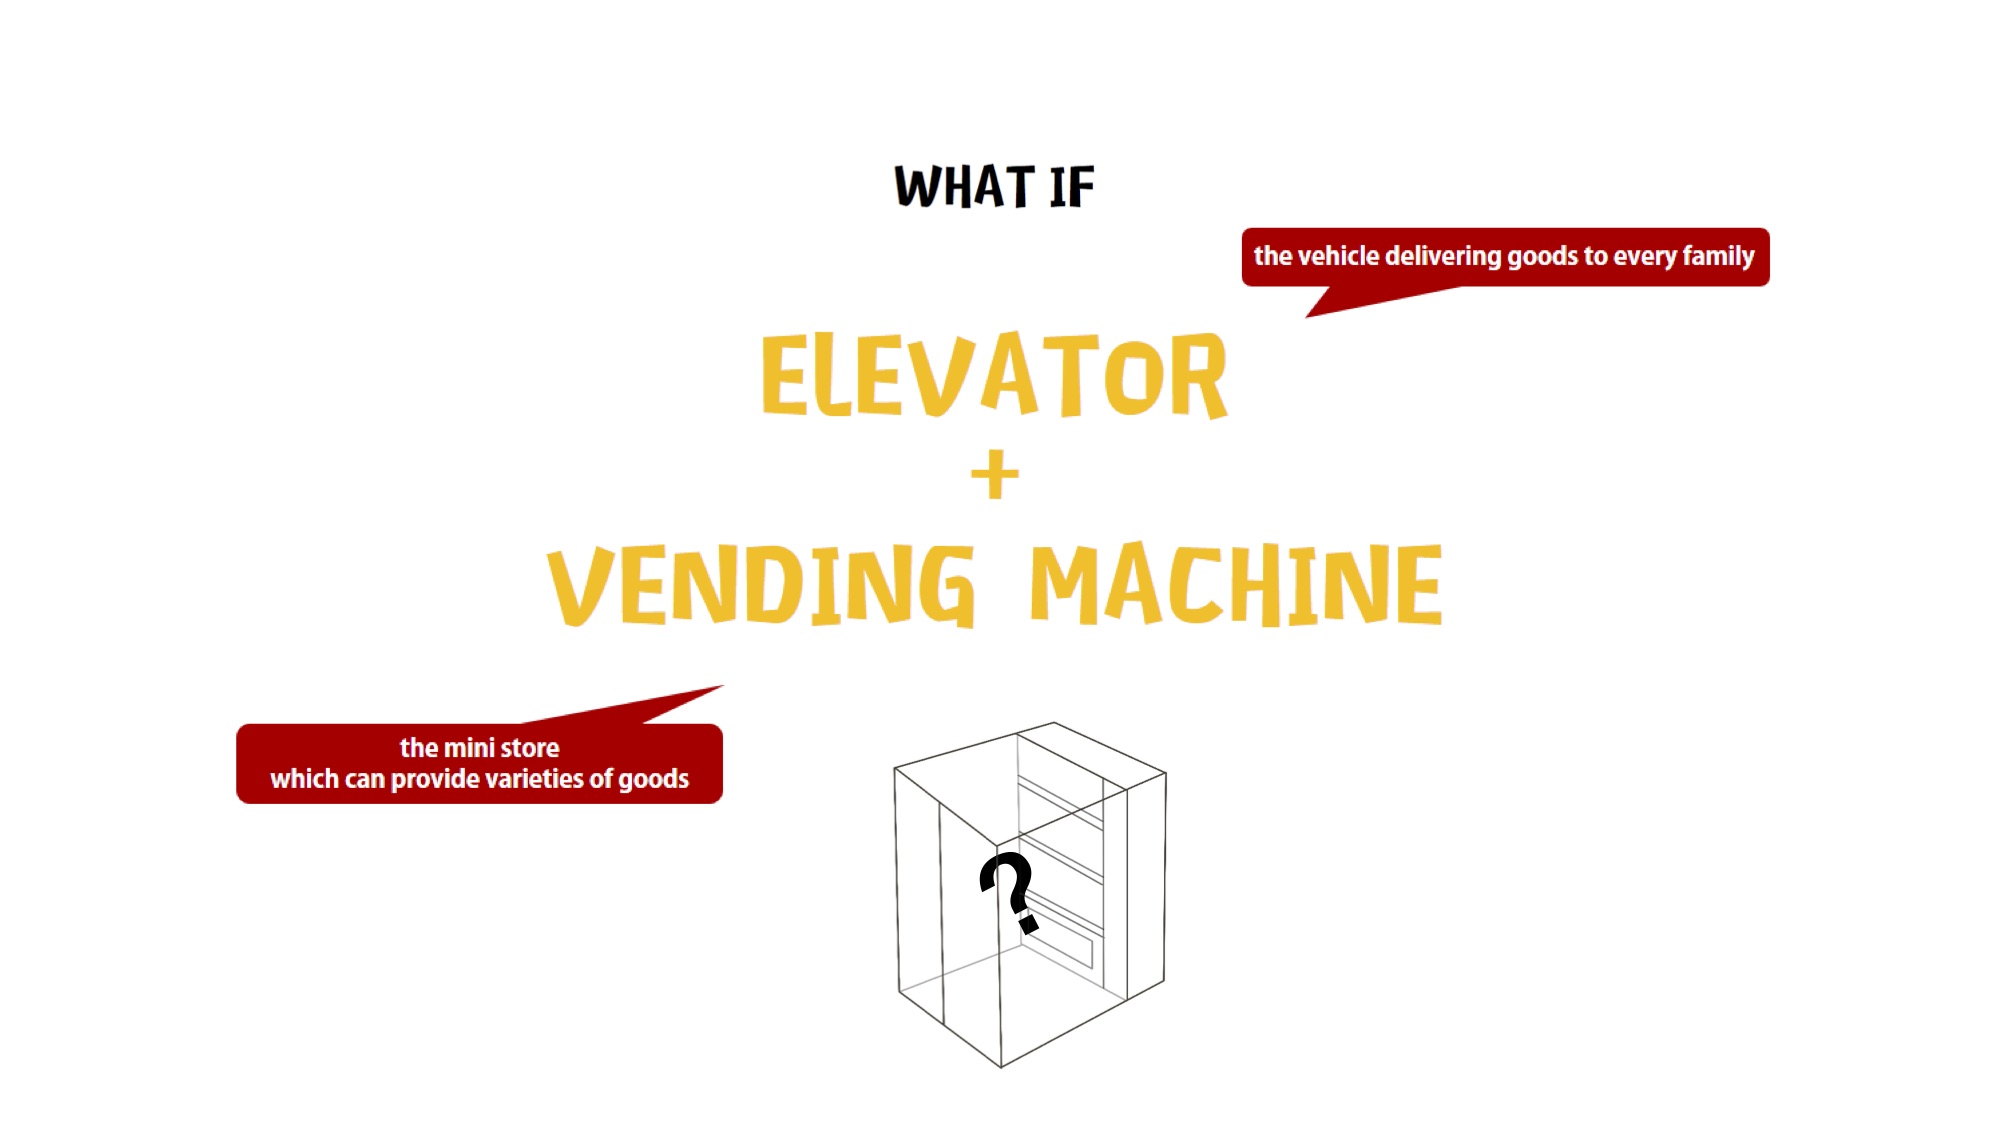 WHAT IF
the vehicle delivering goods to every family
ELEVATOR
+
VENDING MACHINE
the mini store
which can provide varieties of goods
?